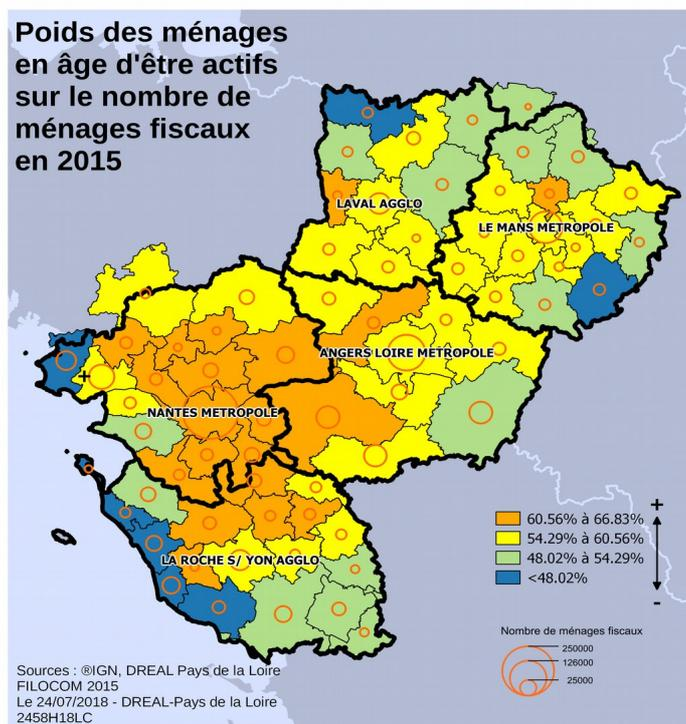 Poids des ménages
en âge d'être actifs
sur le nombre de
ménages fiscaux
en 2015
LAVAL AGGLO
LE MANS METROPOLE
ANGERS LOIRE METROPOLE
NANTES METROPOLE
LA ROCHE S/ YON AGGLO
+
60.56% à 66.83%
54.29% à 60.56%
48.02% à 54.29%
<48.02%
-
Nombre de ménages fiscaux
250000
126000
25000
Sources : ®IGN, DREAL Pays de la Loire
FILOCOM 2015
Le 24/07/2018 - DREAL-Pays de la Loire
2458H18LC